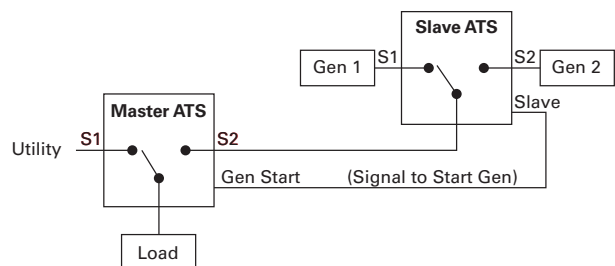 Slave ATS
Gen 1
S1
S2
Gen 2
Slave
Master ATS
Utility
S1
S2
Gen Start
(Signal to Start Gen)
Load